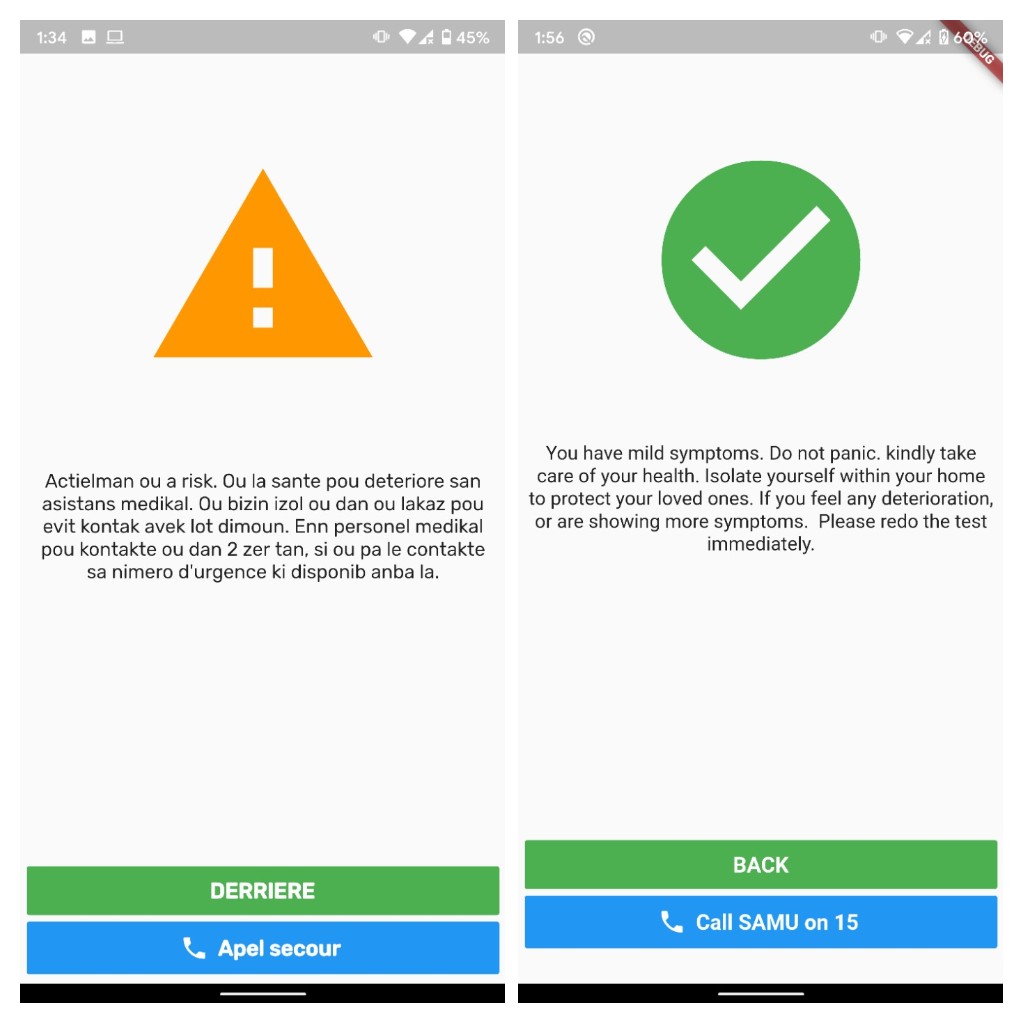 1:34
45%
Actielman ou a risk. Ou la sante pou deteriore san
asistans medikal. Ou bizin izol ou dan ou lakaz pou
evit kontak avek lot dimoun. Enn personel medikal
pou kontakte ou dan 2 zer tan, si ou pa le contakte
sa nimero d'urgence ki disponib anba la.
DERRIERE
Apel secour
1:56
60%
DEBUG
You have mild symptoms. Do not panic. kindly take
care of your health. Isolate yourself within your home
to protect your loved ones. If you feel any deterioration,
or are showing more symptoms.  Please redo the test
immediately.
BACK
Call SAMU on 15